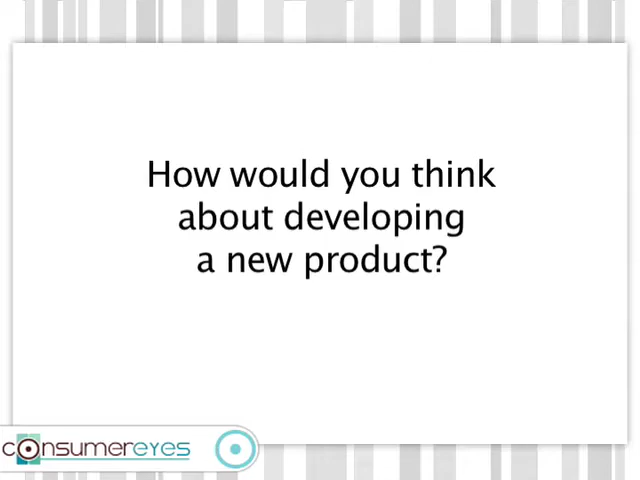 How would you think
about developing
a new product?
consumereyes